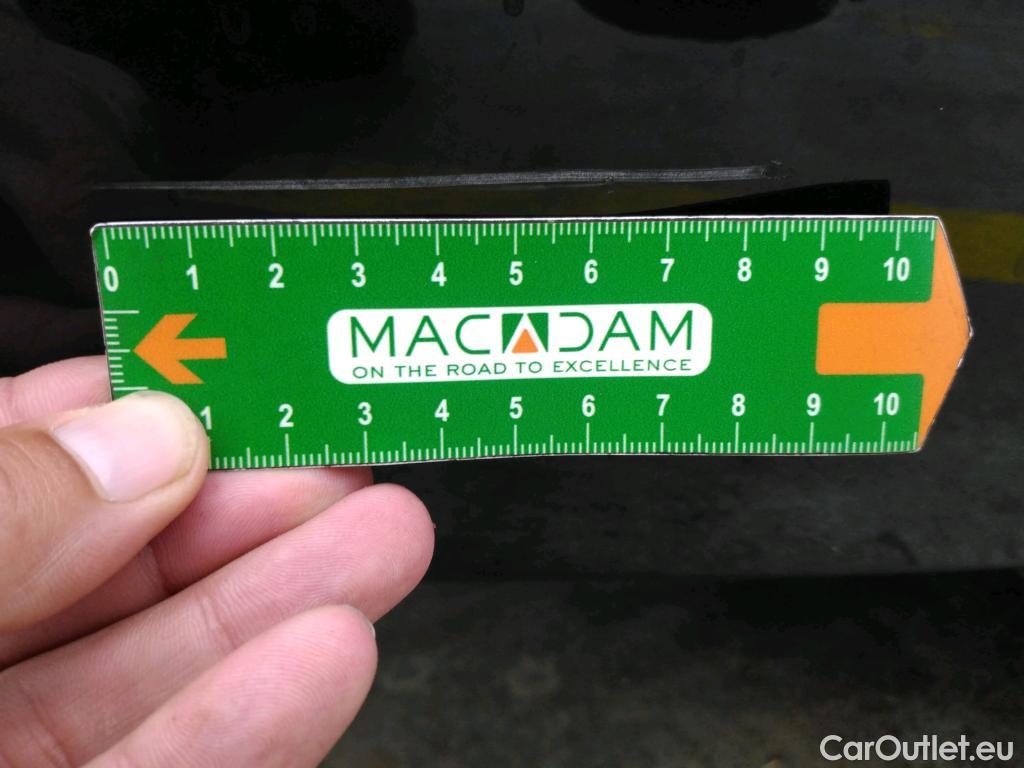 0 1 2 3 4 5 6 7 8 9 10
MACADAM
ON THE ROAD TO EXCELLENCE
1 2 3 4 5 6 7 8 9 10
CarOutlet.eu